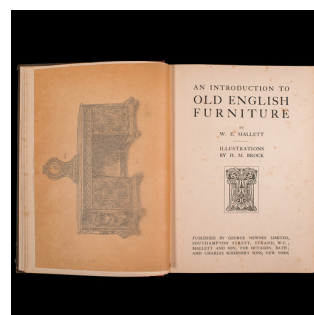 AN INTRODUCTION TO
OLD ENGLISH
FURNITURE
BY
W. E. MALLETT
ILLUSTRATIONS
BY H. M. BROCK
PUBLISHED BY GEORGE NEWNES LIMITED,
SOUTHAMPTON STREET, STRAND, W.C.;
MALLETT AND SON, THE OCTAGON, BATH;
AND CHARLES SCRIBNER'S SONS, NEW YORK